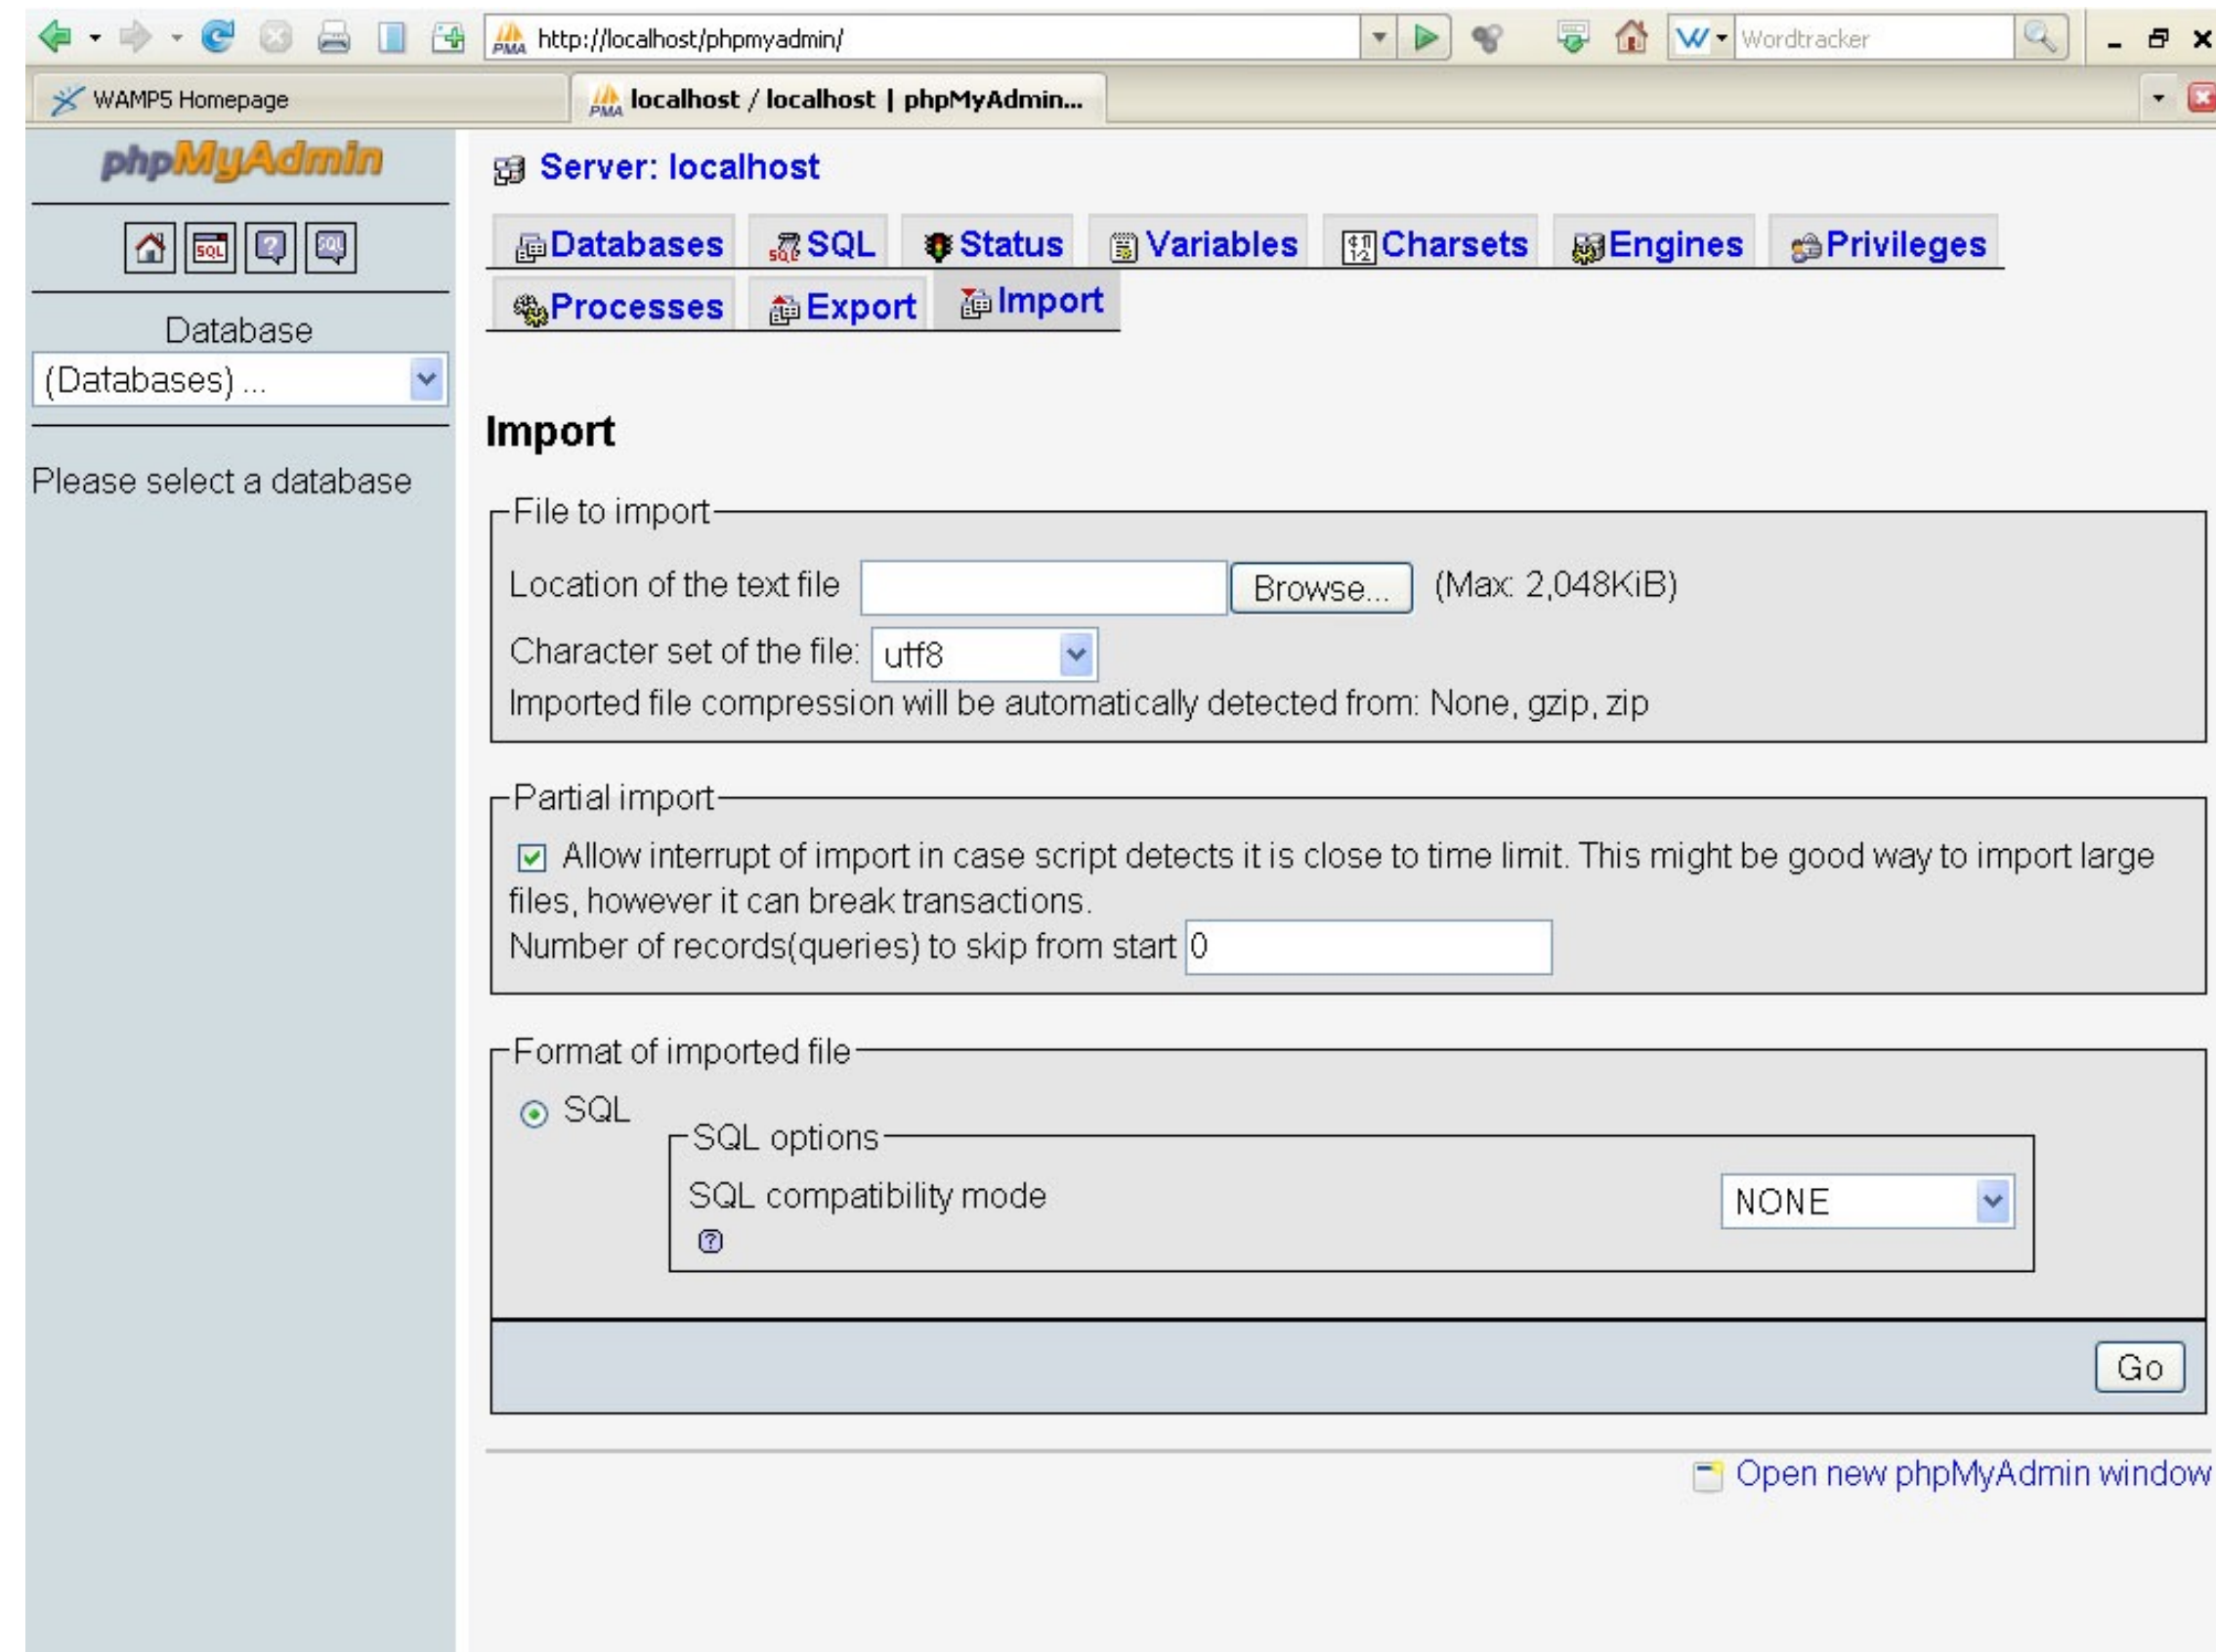 http://localhost/phpmyadmin/
Wordtracker
WAMP5 Homepage
localhost / localhost | phpMyAdmin...
phpMyAdmin
Server: localhost
Databases SQL Status Variables Charsets Engines Privileges
Processes Export Import
Database
(Databases) ...
Please select a database
Import
File to import
Location of the text file Browse... (Max: 2,048KiB)
Character set of the file: utf8
Imported file compression will be automatically detected from: None, gzip, zip
Partial import
Allow interrupt of import in case script detects it is close to time limit. This might be good way to import large
files, however it can break transactions.
Number of records(queries) to skip from start 0
Format of imported file
SQL
SQL options
SQL compatibility mode NONE
Go
Open new phpMyAdmin window